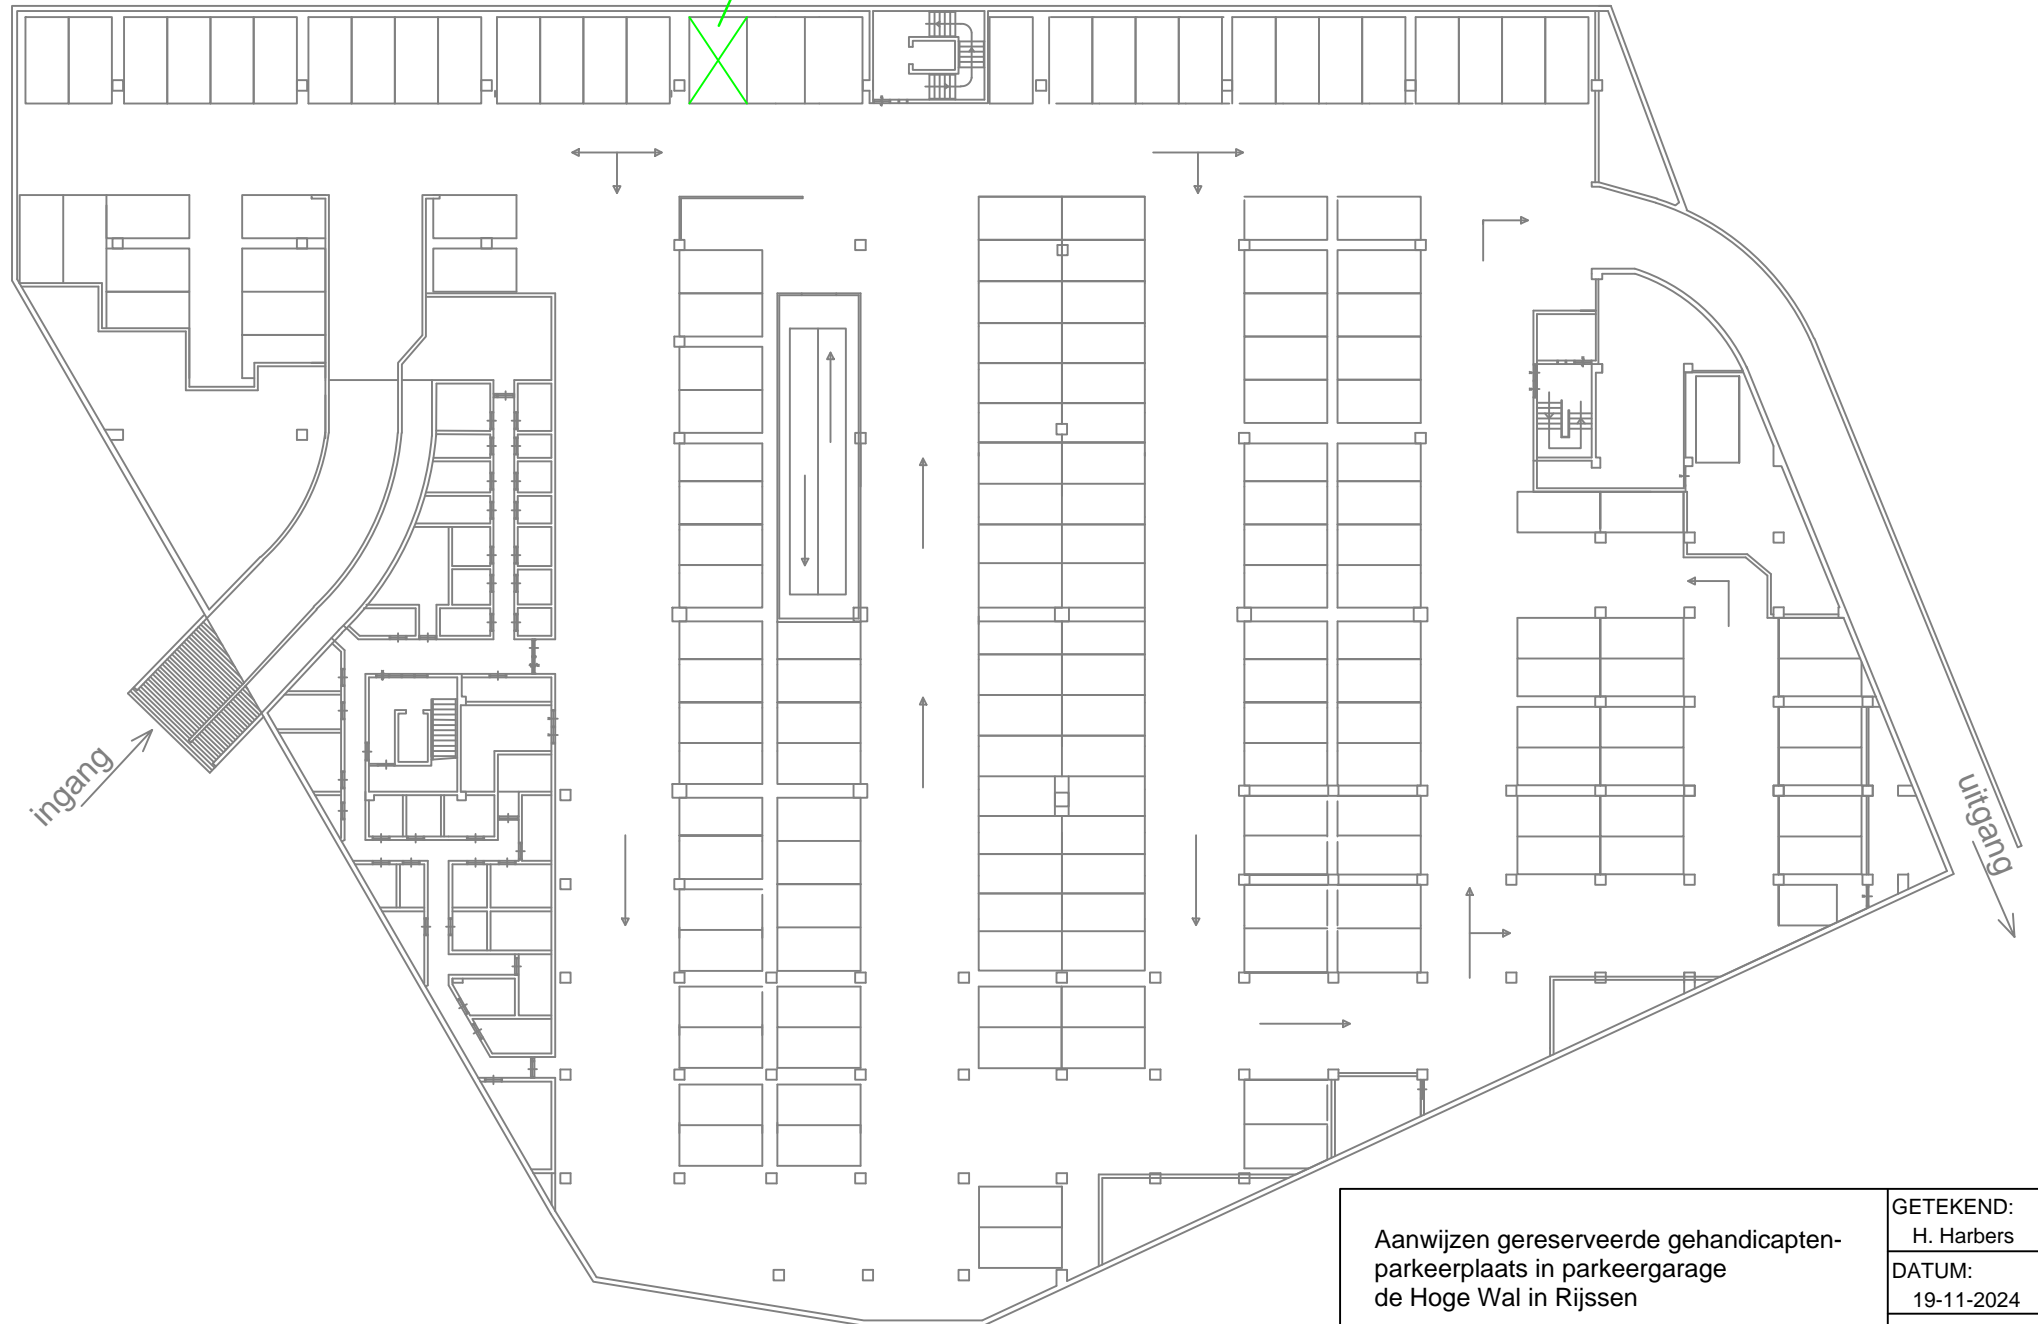 ingang
uitgang
Aanwijzen gereserveerde gehandicapten-
parkeerplaats in parkeergarage
de Hoge Wal in Rijssen
GETEKEND:
H. Harbers
DATUM:
19-11-2024